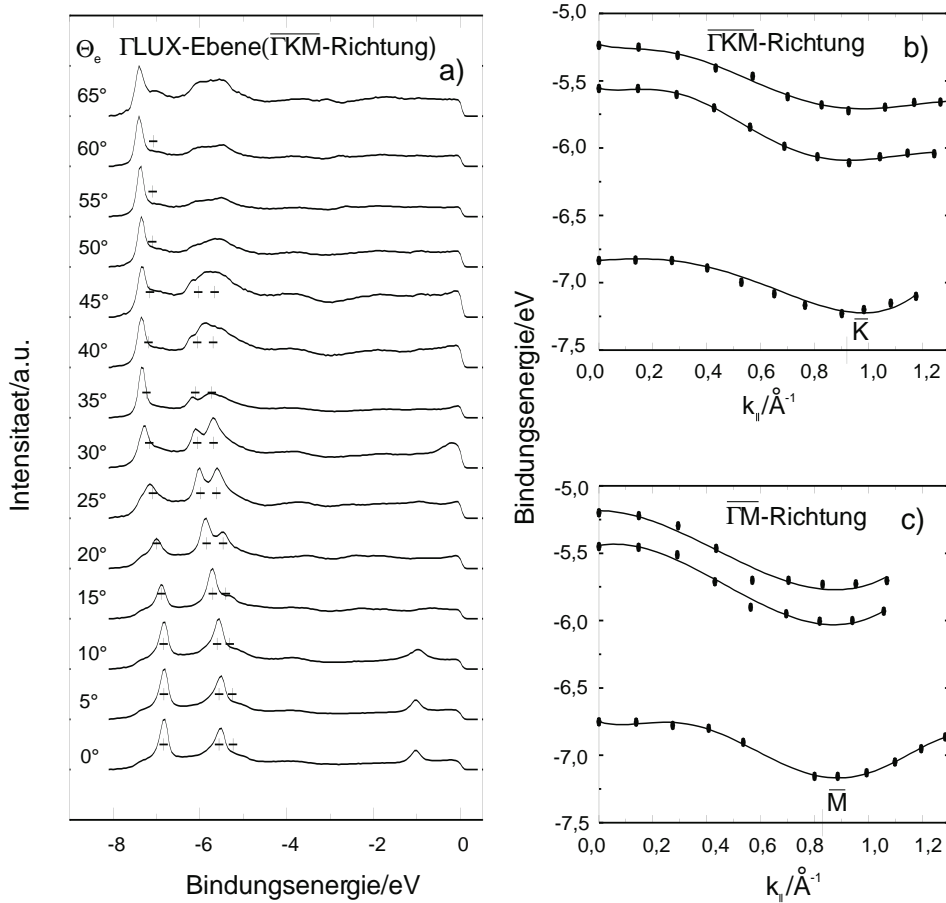 Θe ΓLUX-Ebene(ΓKM-Richtung)
a)
65°
60°
55°
50°
45°
40°
35°
30°
25°
20°
15°
10°
5°
0°
Intensitaet/a.u.
-8 -6 -4 -2 0
Bindungsenergie/eV
-5,0
ΓKM-Richtung b)
-5,5
-6,0
-6,5
-7,0
K
-7,5
0,0 0,2 0,4 0,6 0,8 1,0 1,2
k||/Å-1
Bindungsenergie/eV
-5,0
ΓM-Richtung c)
-5,5
-6,0
-6,5
-7,0
M
-7,5
0,0 0,2 0,4 0,6 0,8 1,0 1,2
k||/Å-1